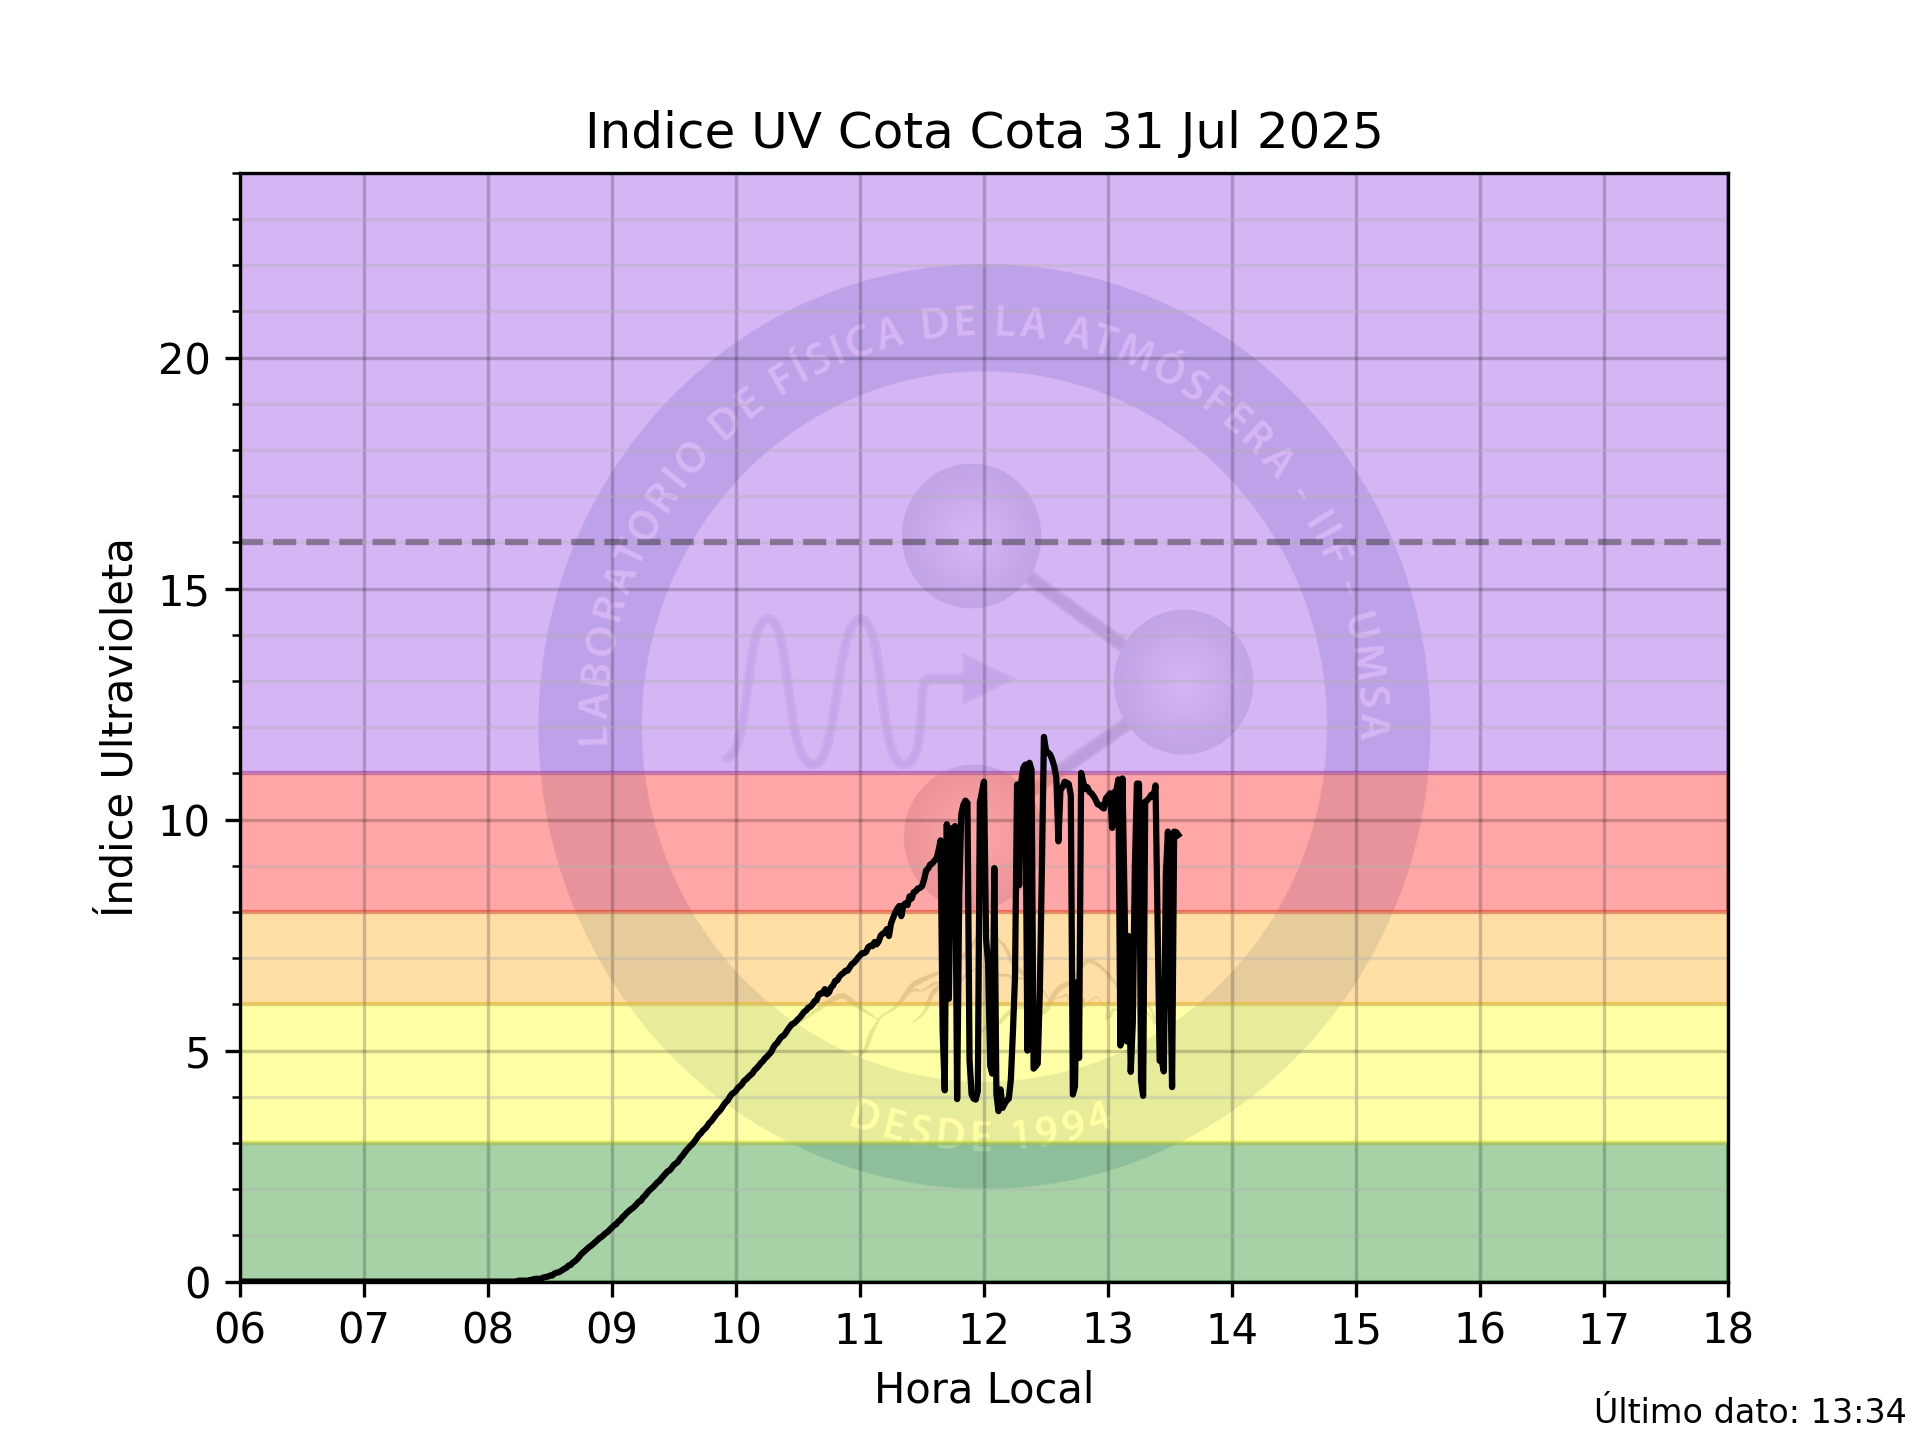 Indice UV Cota Cota 31 Jul 2025
Índice Ultravioleta
20
15
10
5
0
LABORATORIO DE FÍSICA DE LA ATMÓSFERA - IIF - UMSA
DESDE 1994
06 07 08 09 10 11 12 13 14 15 16 17 18
Hora Local
Último dato: 13:34